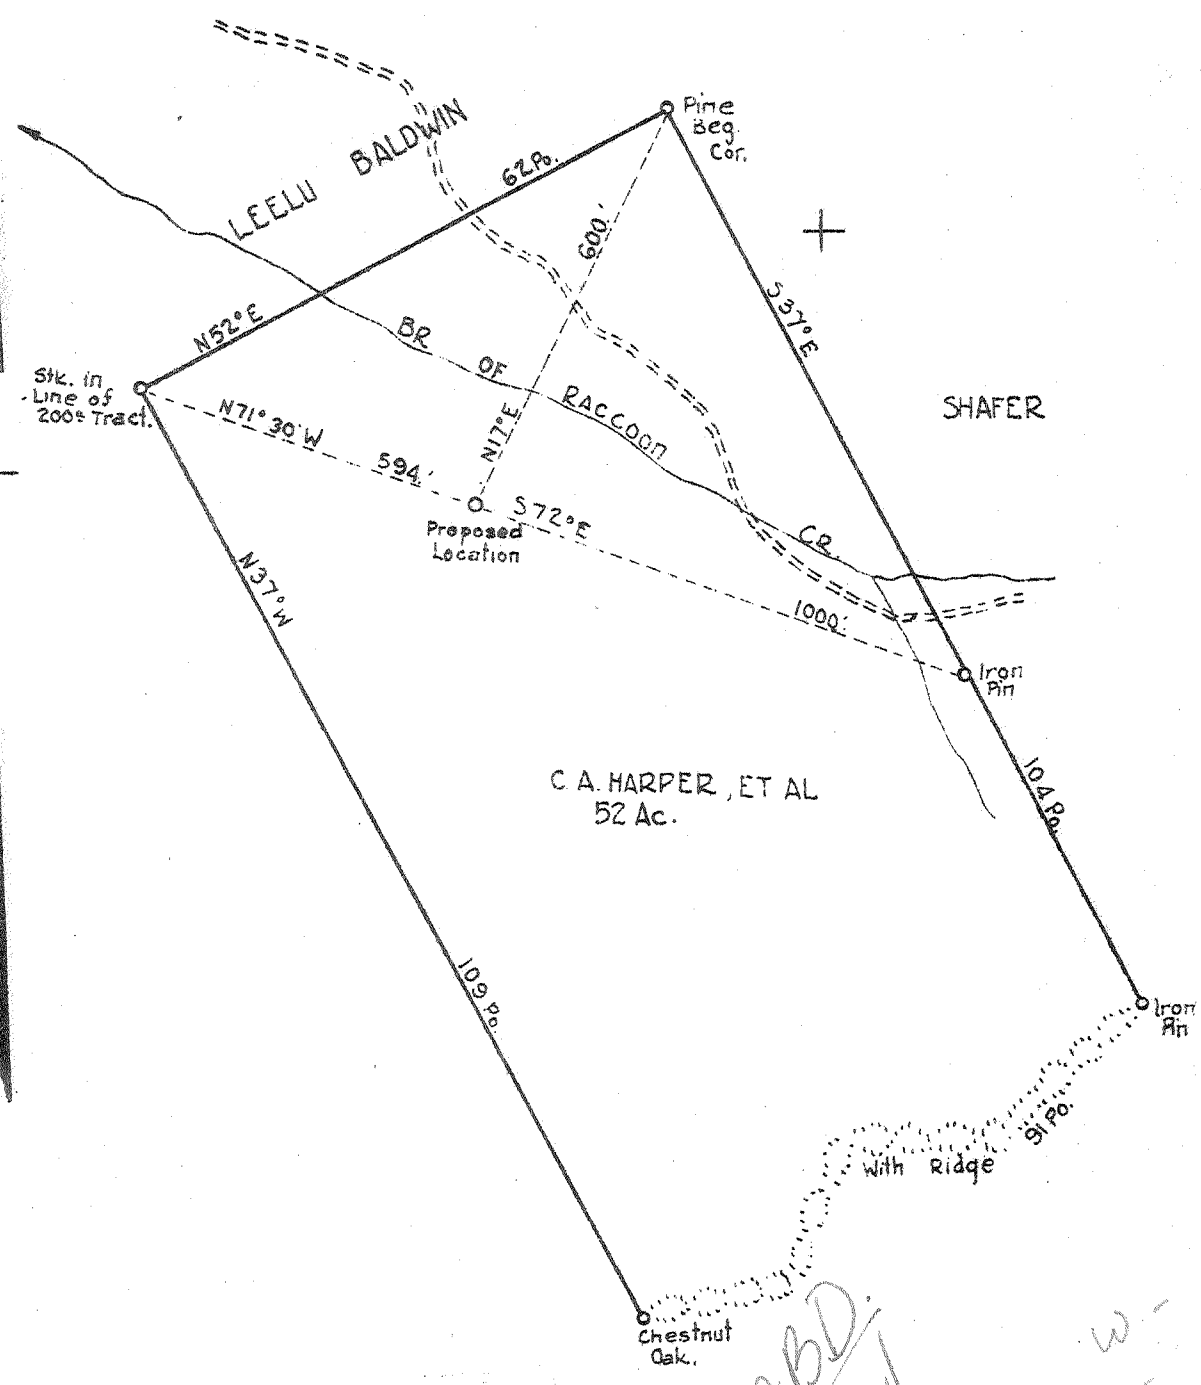 Pine
Beg.
Cor.
LEELU BALDWIN
62Po.
600'
N52°E
S37°E
BR OF RACCOON CR.
Stk. in
Line of
200± Tract.
SHAFER
N71°30'W
594'
N17°E
S72°E
1000'
Proposed
Location
N37°W
Iron
Pin
104 Po.
C. A. HARPER, ET AL
52 Ac.
109 Po.
Iron
Pin
91 Po.
With Ridge
Chestnut
Oak.
W -